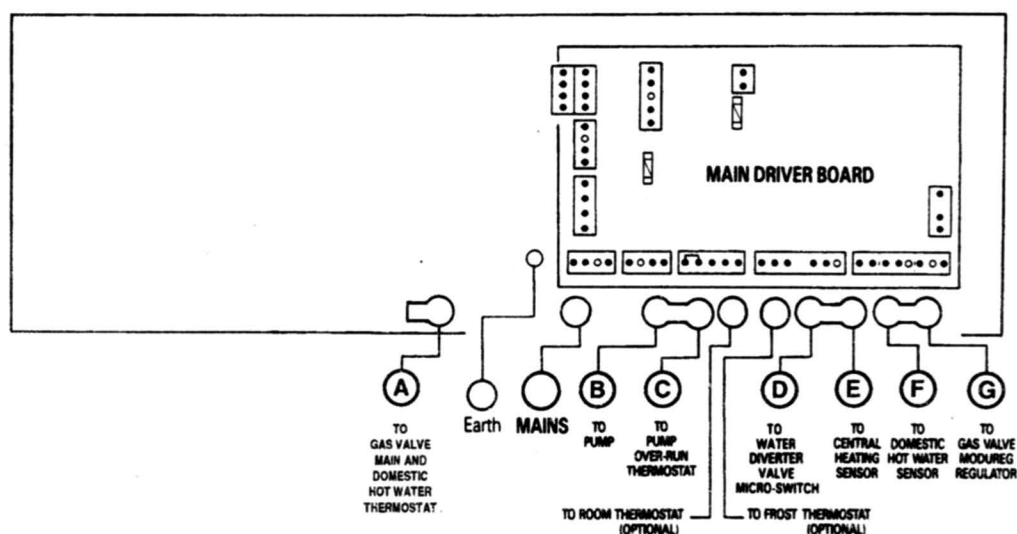 MAIN DRIVER BOARD
A
Earth
MAINS
B
C
D
E
F
G
TO
GAS VALVE
MAIN AND
DOMESTIC
HOT WATER
THERMOSTAT.
TO
PUMP
TO
PUMP
OVER-RUN
THERMOSTAT
TO
WATER
DIVERTER
VALVE
MICRO-SWITCH
TO
CENTRAL
HEATING
SENSOR
TO
DOMESTIC
HOT WATER
SENSOR
TO
GAS VALVE
MODUREG
REGULATOR
TO ROOM THERMOSTAT
(OPTIONAL)
TO FROST THERMOSTAT
(OPTIONAL)